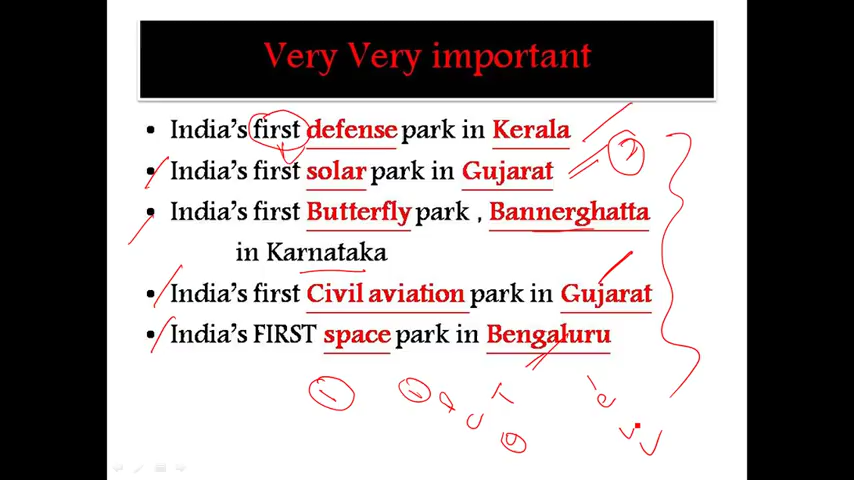 Very Very important
• India's first defense park in Kerala
• India's first solar park in Gujarat
2
• India's first Butterfly park , Bannerghatta
in Karnataka
• India's first Civil aviation park in Gujarat
• India's FIRST space park in Bengaluru